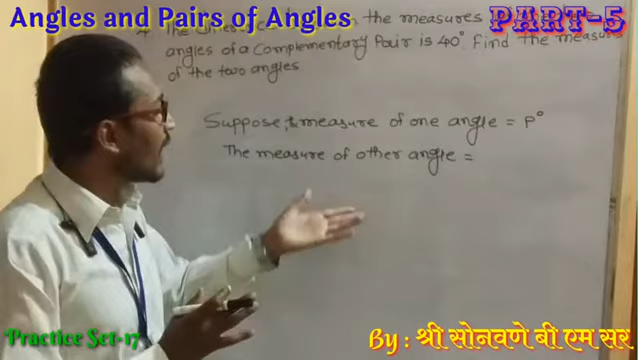 Angles and Pairs of Angles
PART-5
the measures
angles of a Complementary Pair is 40°. Find the measure
of the two angles
Suppose, measure of one angle = P°
The measure of other angle =
Practice Set-17
By : श्री सोनवणे बी एम सर